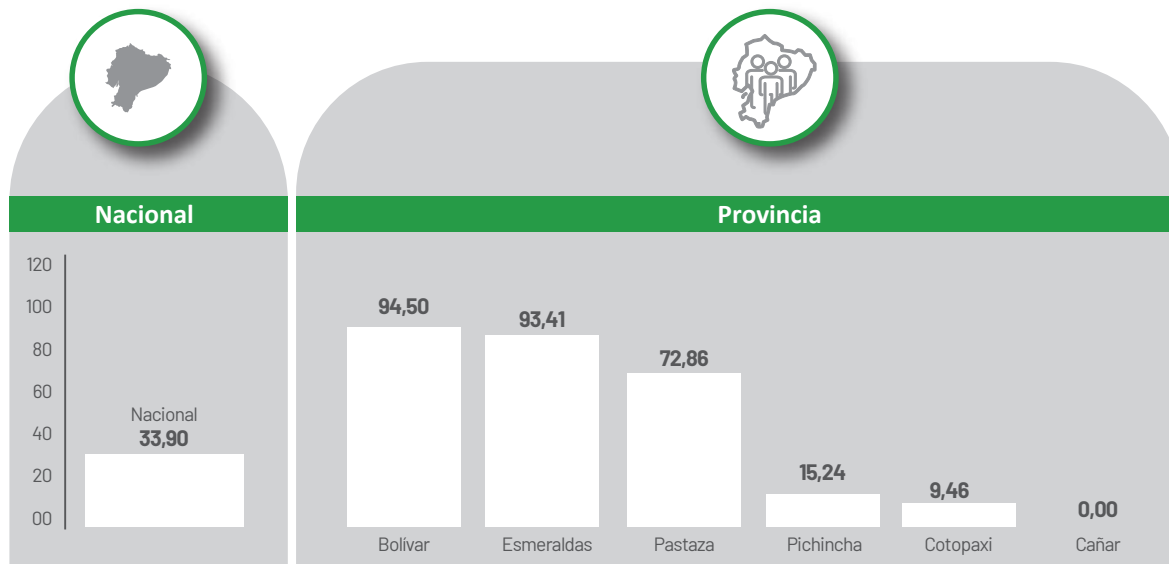 Nacional
120
100
80
60
40
20
00
Nacional
33,90
Provincia
94,50
93,41
72,86
15,24
9,46
0,00
Bolívar
Esmeraldas
Pastaza
Pichincha
Cotopaxi
Cañar